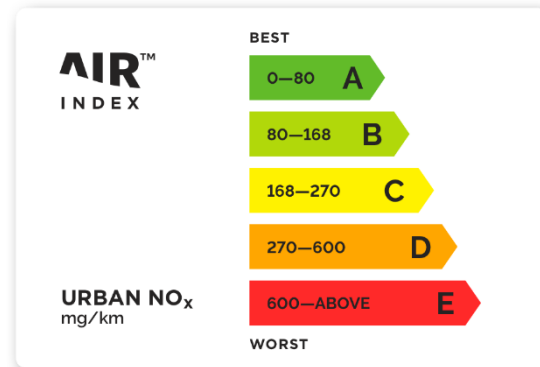 AIR™
INDEX
BEST
0—80 A
80—168 B
168—270 C
270—600 D
600—ABOVE E
WORST
URBAN NOx
mg/km